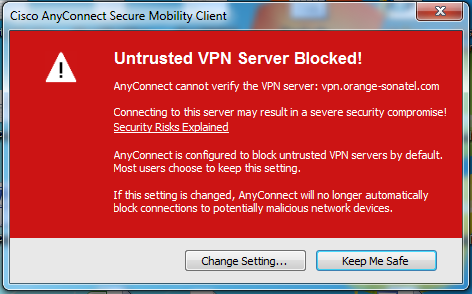 Cisco AnyConnect Secure Mobility Client
Untrusted VPN Server Blocked!
AnyConnect cannot verify the VPN server: vpn.orange-sonatel.com
Connecting to this server may result in a severe security compromise!
Security Risks Explained
AnyConnect is configured to block untrusted VPN servers by default.
Most users choose to keep this setting.
If this setting is changed, AnyConnect will no longer automatically
block connections to potentially malicious network devices.
Change Setting...
Keep Me Safe